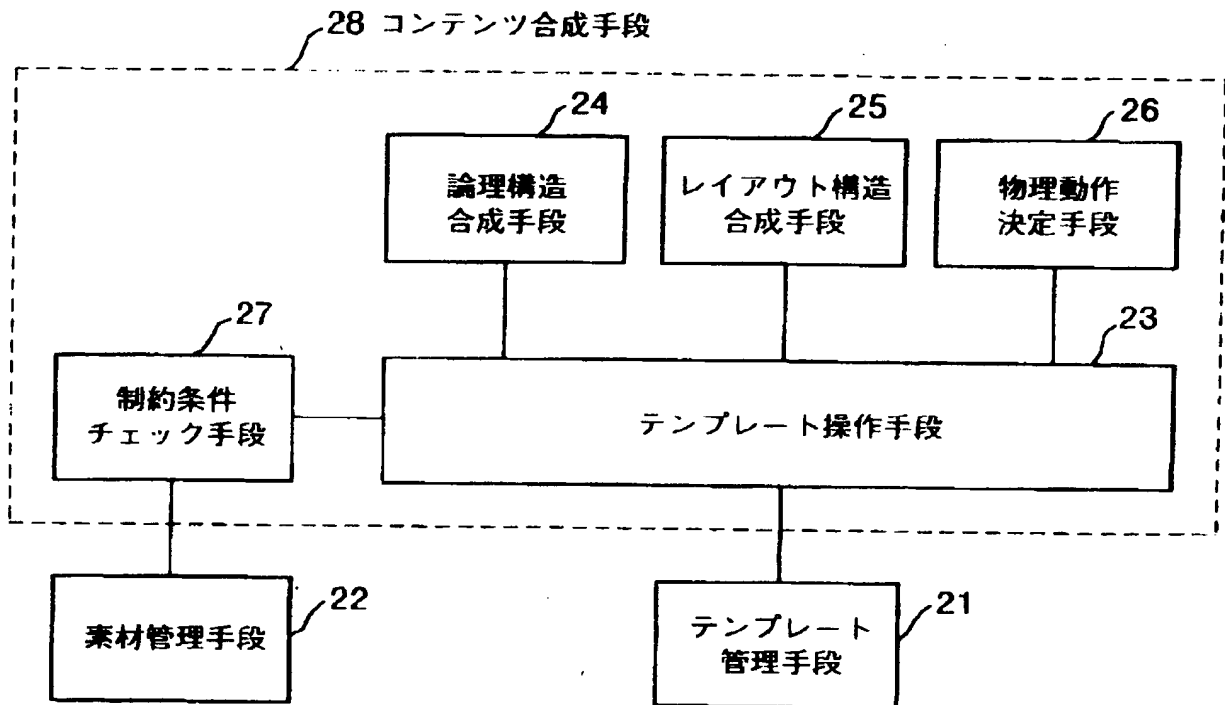 28 コンテンツ合成手段
24
25
26
論理構造
合成手段
レイアウト構造
合成手段
物理動作
決定手段
27
23
制約条件
チェック手段
テンプレート操作手段
22
21
素材管理手段
テンプレート
管理手段